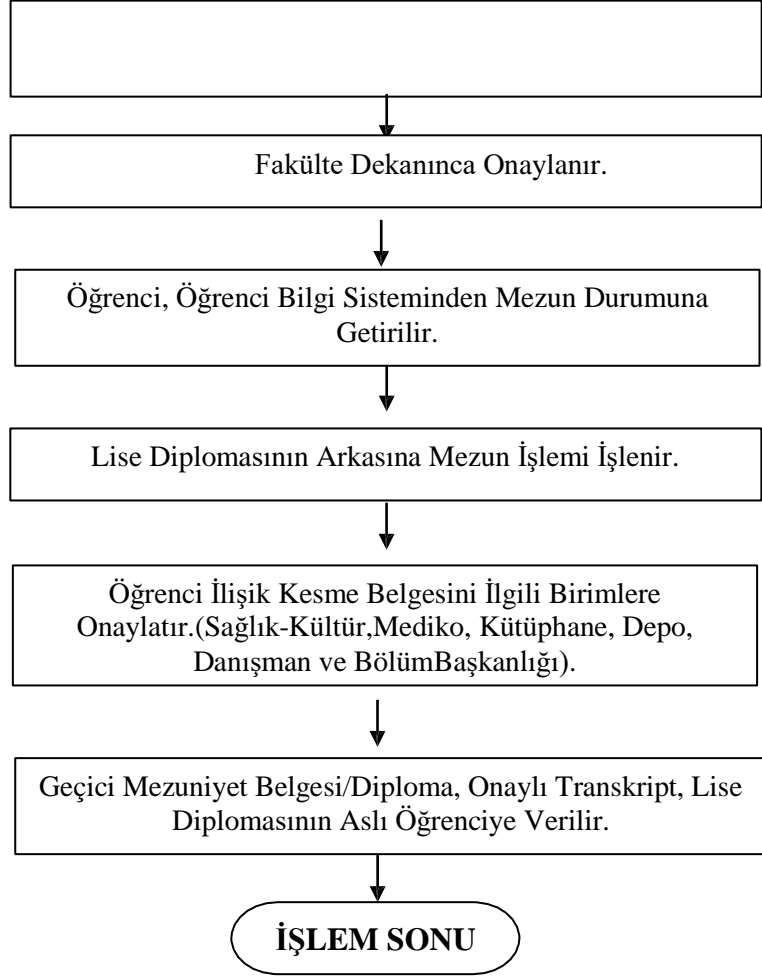 Fakülte Dekanınca Onaylanır.
Öğrenci, Öğrenci Bilgi Sisteminden Mezun Durumuna
Getirilir.
Lise Diplomasının Arkasına Mezun İşlemi İşlenir.
Öğrenci İlişik Kesme Belgesini İlgili Birimlere
Onaylatır.(Sağlık-Kültür,Mediko, Kütüphane, Depo,
Danışman ve BölümBaşkanlığı).
Geçici Mezuniyet Belgesi/Diploma, Onaylı Transkript, Lise
Diplomasının Aslı Öğrenciye Verilir.
İŞLEM SONU